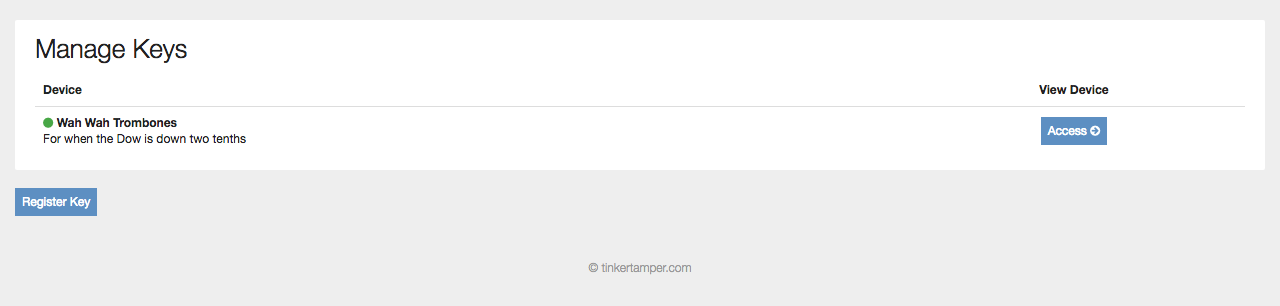 Manage Keys
Device View Device
Wah Wah Trombones
For when the Dow is down two tenths
Access
Register Key
© tinkertamper.com